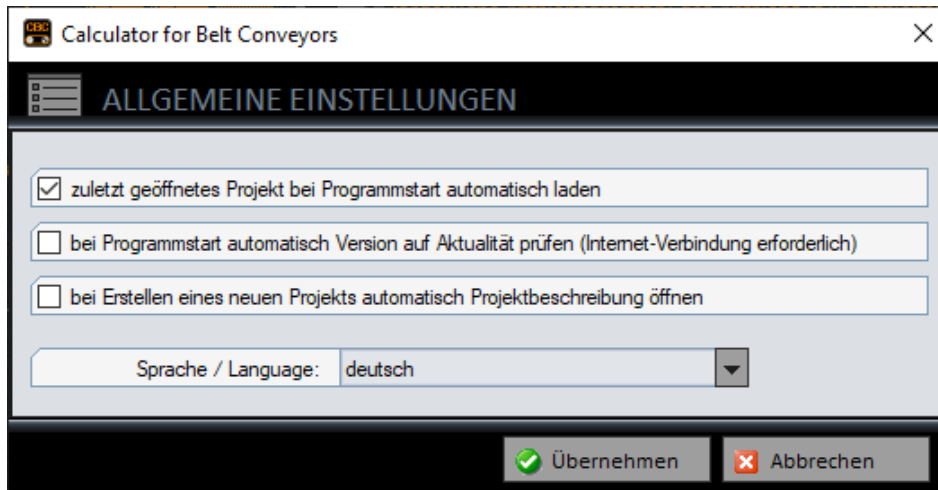 CBC
Calculator for Belt Conveyors
ALLGEMEINE EINSTELLUNGEN
zuletzt geöffnetes Projekt bei Programmstart automatisch laden
bei Programmstart automatisch Version auf Aktualität prüfen (Internet-Verbindung erforderlich)
bei Erstellen eines neuen Projekts automatisch Projektbeschreibung öffnen
Sprache / Language: deutsch
Übernehmen Abbrechen